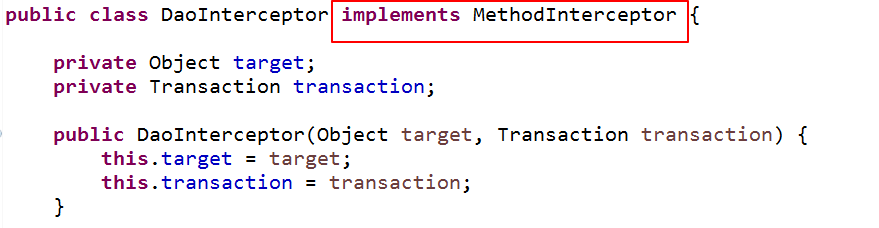 public class DaoInterceptor implements MethodInterceptor {
private Object target;
private Transaction transaction;
public DaoInterceptor(Object target, Transaction transaction) {
this.target = target;
this.transaction = transaction;
}